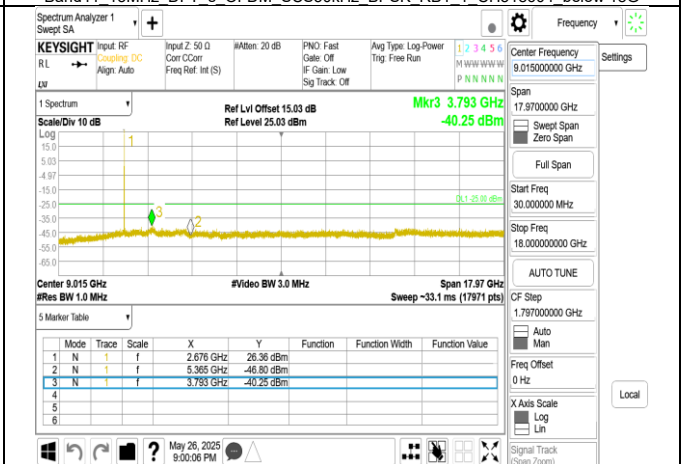 Spectrum Analyzer 1
Swept SA
Frequency
KEYSIGHT
RL
Input: RF
Coupling: DC
Align: Auto
Input Z: 50 Ω
Corr CCorr
Freq Ref: Int (S)
#Atten: 20 dB
PNO: Fast
Gate: Off
IF Gain: Low
Sig Track: Off
Avg Type: Log-Power
Trig: Free Run
1 2 3 4 5 6
M W W W W W
P N N N N N
LXI
Center Frequency
9.015000000 GHz
Settings
Span
17.9700000 GHz
Swept Span
Zero Span
Full Span
Start Freq
30.000000 MHz
Stop Freq
18.000000000 GHz
AUTO TUNE
CF Step
1.797000000 GHz
Auto
Man
Freq Offset
0 Hz
X Axis Scale
Log
Lin
Signal Track
(Span Zoom)
Local
1 Spectrum
Scale/Div 10 dB
Ref Lvl Offset 15.03 dB
Ref Level 25.03 dBm
Mkr3 3.793 GHz
-40.25 dBm
Log
15.0
5.03
-4.97
-15.0
-25.0
-35.0
-45.0
-55.0
-65.0
1
3
2
DL1 -25.00 dBm
Center 9.015 GHz
#Res BW 1.0 MHz
#Video BW 3.0 MHz
Span 17.97 GHz
Sweep ~33.1 ms (17971 pts)
5 Marker Table
Mode Trace Scale X Y Function Function Width Function Value
1 N 1 f 2.676 GHz 26.36 dBm
2 N 1 f 5.365 GHz -46.80 dBm
3 N 1 f 3.793 GHz -40.25 dBm
4
5
6
?
May 26, 2025
9:00:06 PM